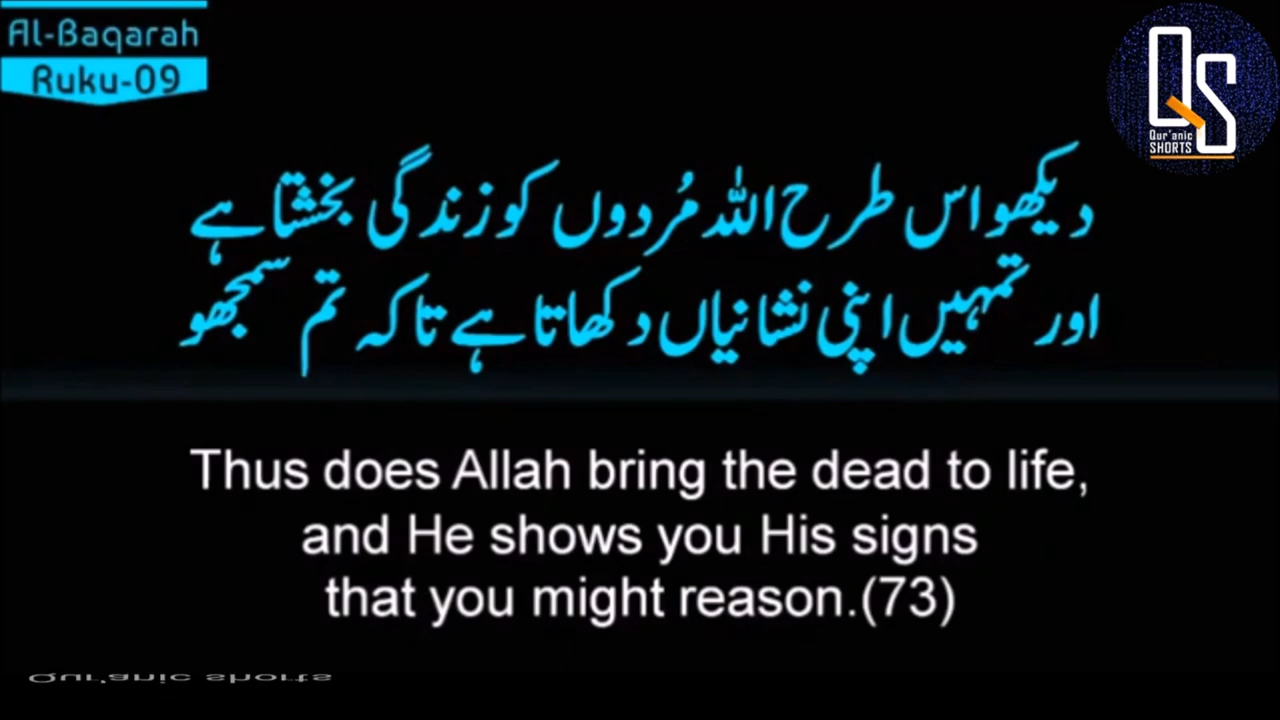 Al-Baqarah
Ruku-09
QS
Qur'anic
SHORTS
دیکھو اس طرح اللہ مُردوں کو زندگی بخشتا ہے
اور تمہیں اپنی نشانیاں دکھاتا ہے تاکہ تم سمجھو
Thus does Allah bring the dead to life,
and He shows you His signs
that you might reason.(73)
Qur'anic shorts